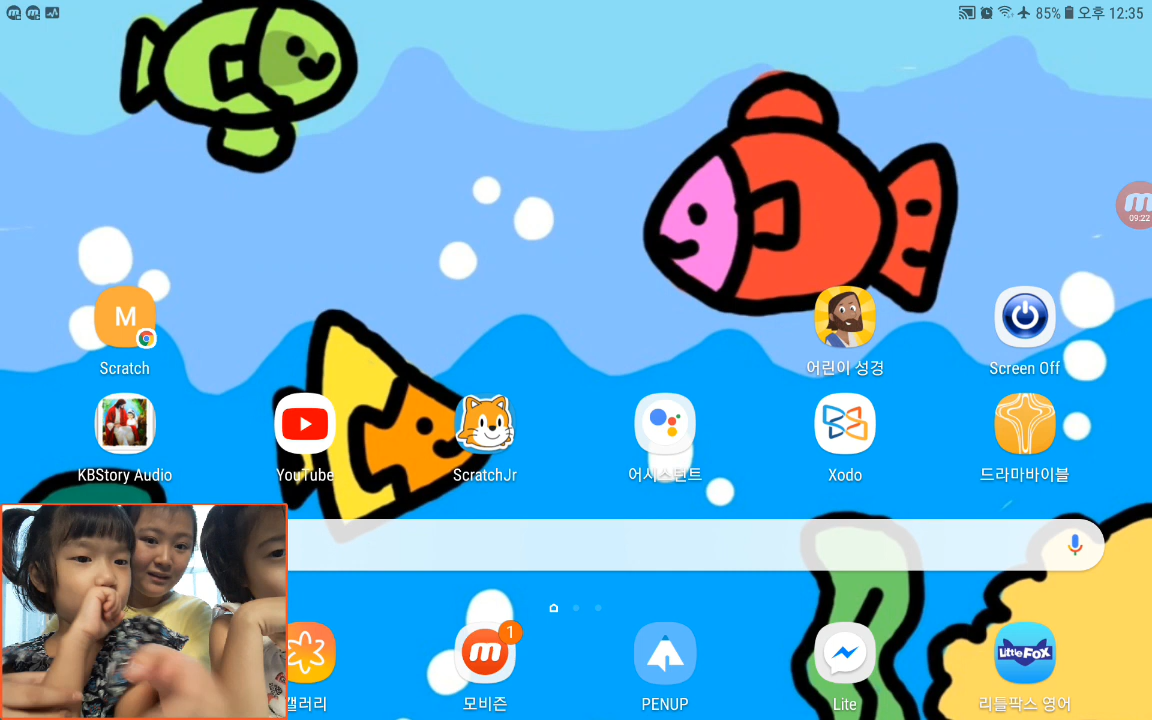 85% 오후 12:35
m
09:22
M
Scratch
어린이 성경
Screen Off
KBStory Audio
YouTube
ScratchJr
어시스턴트
Xodo
드라마바이블
1
m
Little Fox
갤러리
모비즌
PENUP
Lite
리틀팍스 영어